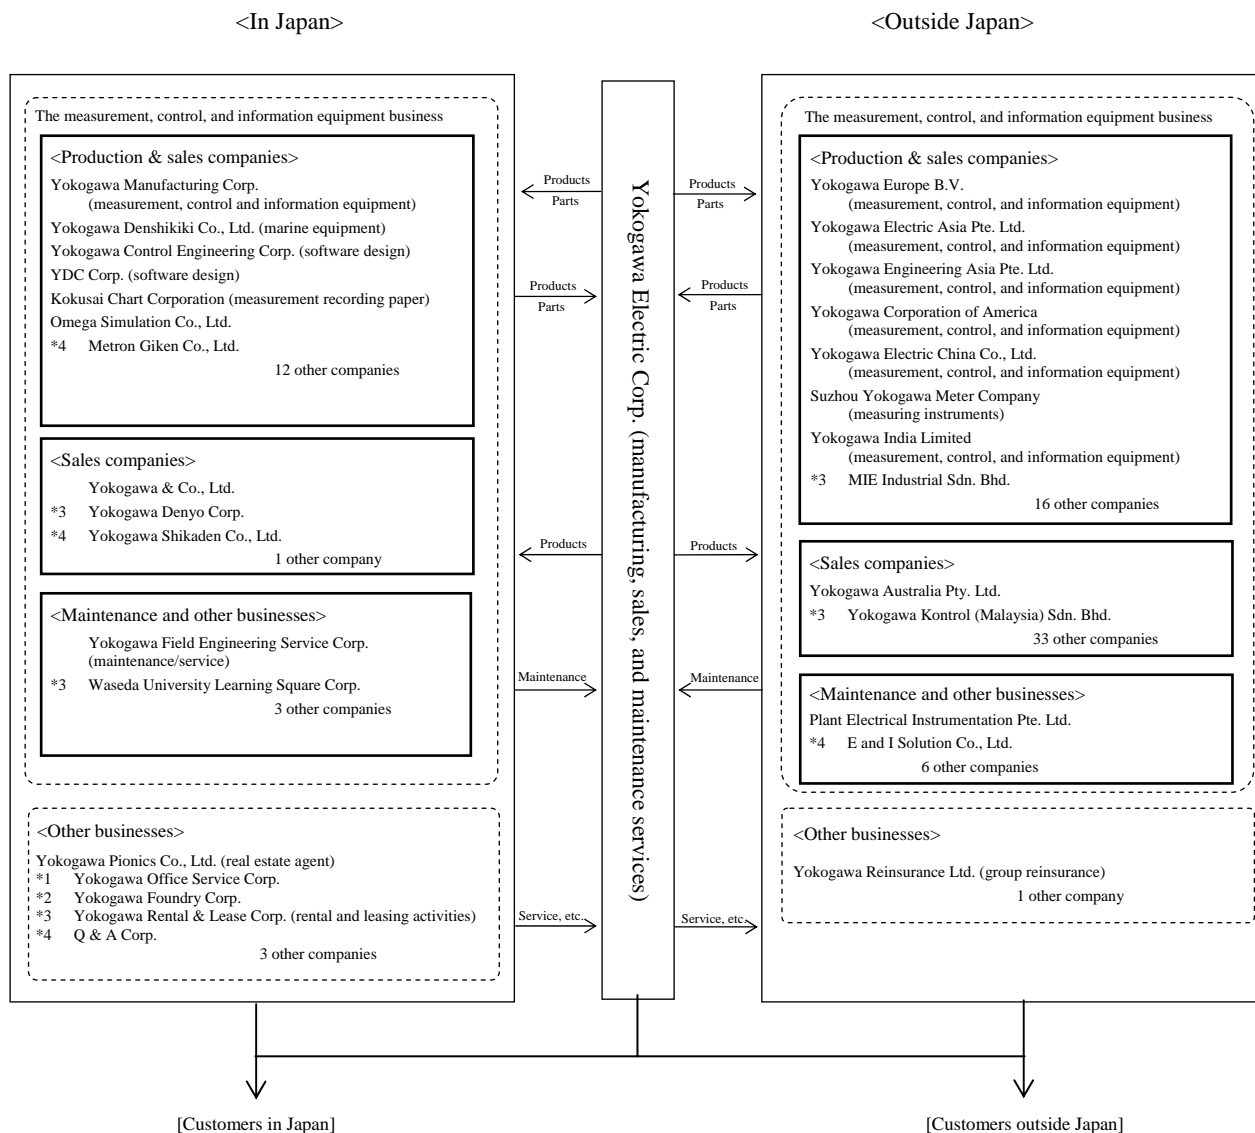 <In Japan>
<Outside Japan>
The measurement, control, and information equipment business
<Production & sales companies>
Yokogawa Manufacturing Corp.
(measurement, control and information equipment)
Yokogawa Denshikiki Co., Ltd. (marine equipment)
Yokogawa Control Engineering Corp. (software design)
YDC Corp. (software design)
Kokusai Chart Corporation (measurement recording paper)
Omega Simulation Co., Ltd.
*4 Metron Giken Co., Ltd.
12 other companies
<Sales companies>
Yokogawa & Co., Ltd.
*3 Yokogawa Denyo Corp.
*4 Yokogawa Shikaden Co., Ltd.
1 other company
<Maintenance and other businesses>
Yokogawa Field Engineering Service Corp.
(maintenance/service)
*3 Waseda University Learning Square Corp.
3 other companies
<Other businesses>
Yokogawa Pionics Co., Ltd. (real estate agent)
*1 Yokogawa Office Service Corp.
*2 Yokogawa Foundry Corp.
*3 Yokogawa Rental & Lease Corp. (rental and leasing activities)
*4 Q & A Corp.
3 other companies
Products
Parts
Products
Parts
Products
Maintenance
Service, etc.
Yokogawa Electric Corp. (manufacturing, sales, and maintenance services)
Products
Parts
Products
Parts
Products
Maintenance
Service, etc.
The measurement, control, and information equipment business
<Production & sales companies>
Yokogawa Europe B.V.
(measurement, control, and information equipment)
Yokogawa Electric Asia Pte. Ltd.
(measurement, control, and information equipment)
Yokogawa Engineering Asia Pte. Ltd.
(measurement, control, and information equipment)
Yokogawa Corporation of America
(measurement, control, and information equipment)
Yokogawa Electric China Co., Ltd.
(measurement, control, and information equipment)
Suzhou Yokogawa Meter Company
(measuring instruments)
Yokogawa India Limited
(measurement, control, and information equipment)
*3 MIE Industrial Sdn. Bhd.
16 other companies
<Sales companies>
Yokogawa Australia Pty. Ltd.
*3 Yokogawa Kontrol (Malaysia) Sdn. Bhd.
33 other companies
<Maintenance and other businesses>
Plant Electrical Instrumentation Pte. Ltd.
*4 E and I Solution Co., Ltd.
6 other companies
<Other businesses>
Yokogawa Reinsurance Ltd. (group reinsurance)
1 other company
[Customers in Japan]
[Customers outside Japan]